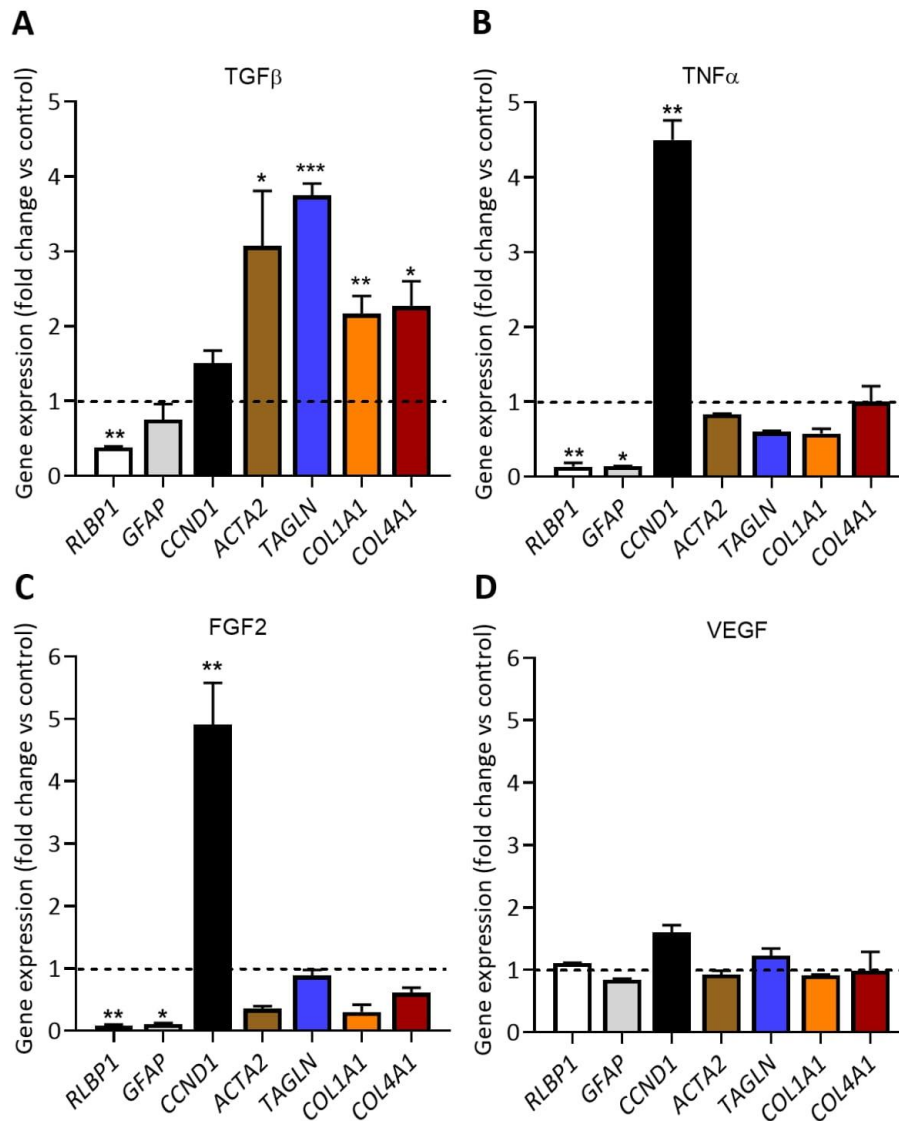 A
TGFβ
Gene expression (fold change vs control)
5
4
3
2
1
0
**
*
***
**
*
RLBP1
GFAP
CCND1
ACTA2
TAGLN
COL1A1
COL4A1
B
TNFα
Gene expression (fold change vs control)
5
4
3
2
1
0
**
*
**
RLBP1
GFAP
CCND1
ACTA2
TAGLN
COL1A1
COL4A1
C
FGF2
Gene expression (fold change vs control)
6
5
4
3
2
1
0
**
*
**
RLBP1
GFAP
CCND1
ACTA2
TAGLN
COL1A1
COL4A1
D
VEGF
Gene expression (fold change vs control)
6
5
4
3
2
1
0
RLBP1
GFAP
CCND1
ACTA2
TAGLN
COL1A1
COL4A1